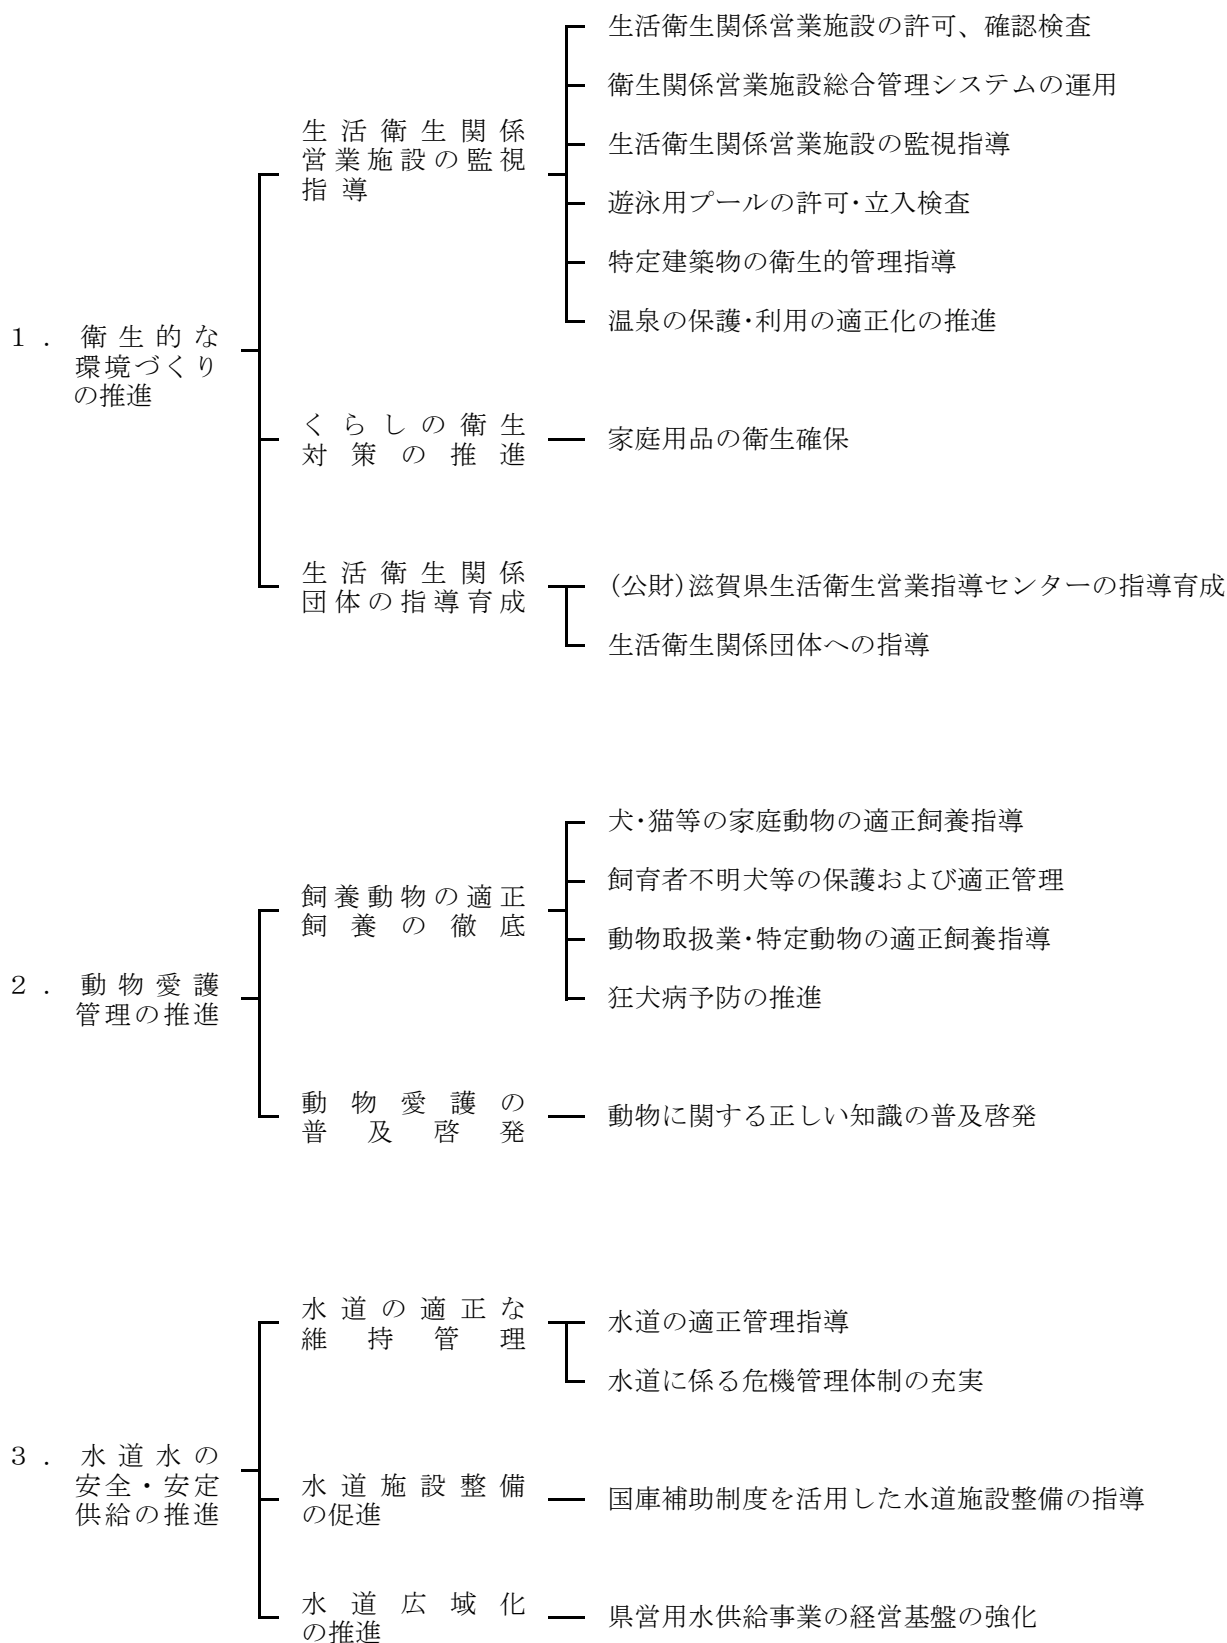 1. 衛生的な
環境づくり
の推進
生活衛生関係
営業施設の監視
指導
生活衛生関係営業施設の許可、確認検査
衛生関係営業施設総合管理システムの運用
生活衛生関係営業施設の監視指導
遊泳用プールの許可･立入検査
特定建築物の衛生的管理指導
温泉の保護･利用の適正化の推進
くらしの衛生
対策の推進
家庭用品の衛生確保
生活衛生関係
団体の指導育成
(公財)滋賀県生活衛生営業指導センターの指導育成
生活衛生関係団体への指導
2. 動物愛護
管理の推進
飼養動物の適正
飼養の徹底
犬･猫等の家庭動物の適正飼養指導
飼育者不明犬等の保護および適正管理
動物取扱業･特定動物の適正飼養指導
狂犬病予防の推進
動物愛護の
普及啓発
動物に関する正しい知識の普及啓発
3. 水道水の
安全・安定
供給の推進
水道の適正な
維持管理
水道の適正管理指導
水道に係る危機管理体制の充実
水道施設整備
の促進
国庫補助制度を活用した水道施設整備の指導
水道広域化
の推進
県営用水供給事業の経営基盤の強化